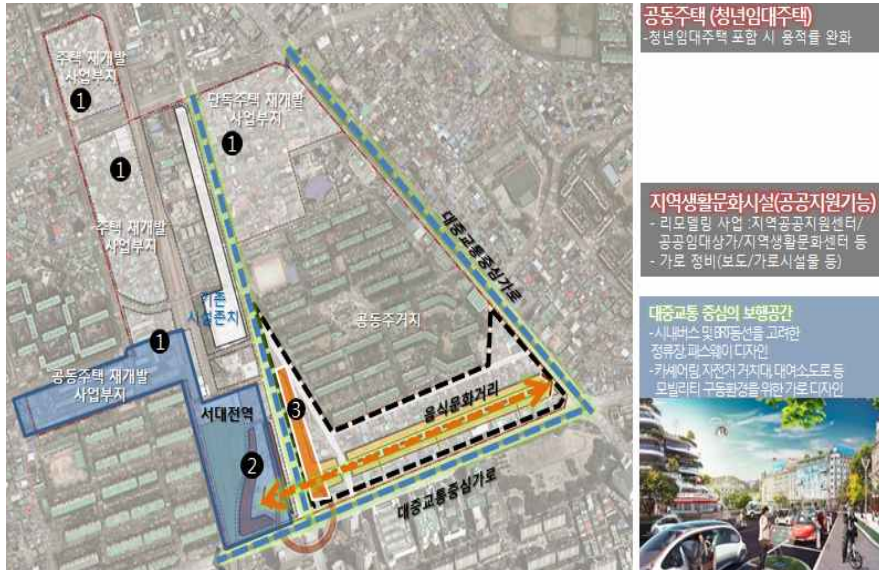 주택 재개발
사업부지
❶
단독주택 재개발
사업부지
❶
❶
주택 재개발
사업부지
대중교통중심가로
기존
시설존치
공동주거지
❶
공동주택 재개발
사업부지
서대전역
❸
음식문화거리
❷
대중교통중심가로
공동주택 (청년임대주택)
-청년임대주택 포함 시 용적률 완화
지역생활문화시설(공공지원기능)
- 리모델링 사업 :지역공공지원센터/
공공임대상가/지역생활문화센터 등
- 가로 정비(보도/가로시설물 등)
대중교통 중심의 보행공간
-시내버스 및 BRT동선을 고려한
정류장, 패스웨이 디자인
-카셰어링, 자전거 거치대, 대여소 도로 등
모빌리티 구동환경을 위한 가로 디자인